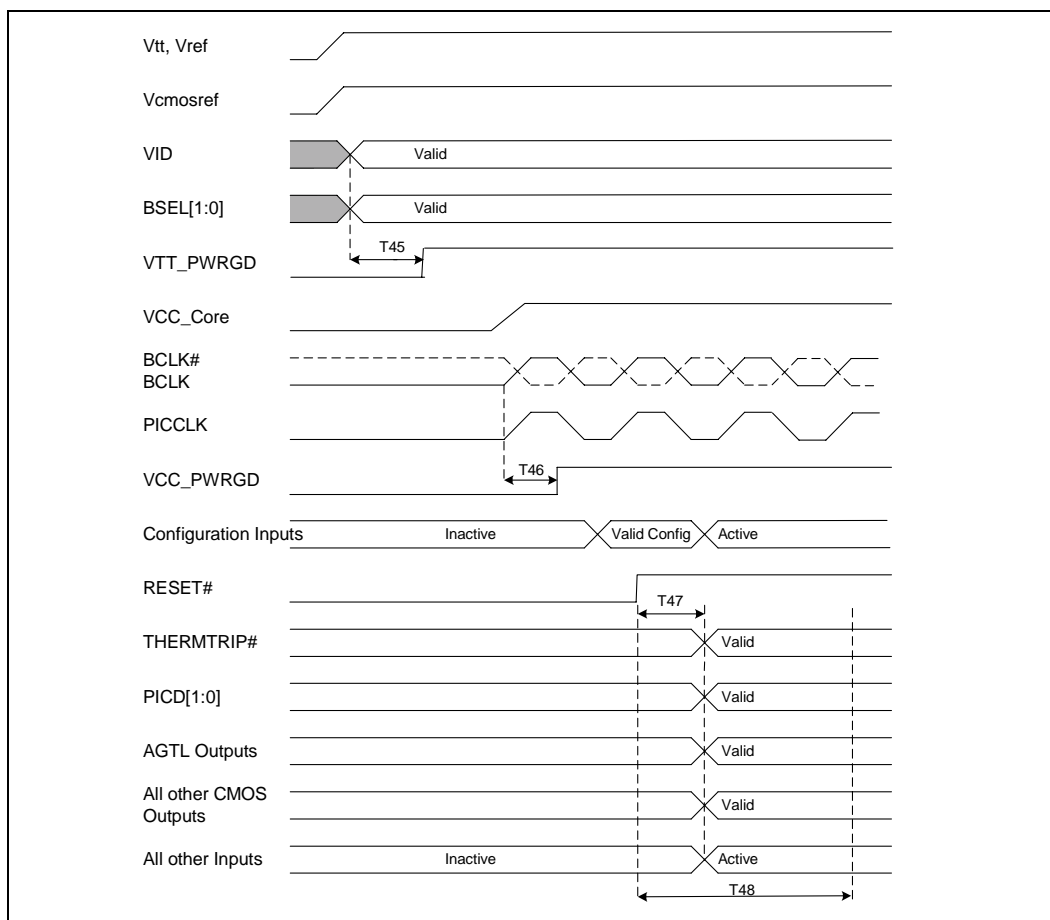 Vtt, Vref
Vcmosref
VID
Valid
BSEL[1:0]
Valid
T45
VTT_PWRGD
VCC_Core
BCLK#
BCLK
PICCLK
T46
VCC_PWRGD
Configuration Inputs
Inactive
Valid Config
Active
RESET#
T47
THERMTRIP#
Valid
PICD[1:0]
Valid
AGTL Outputs
Valid
All other CMOS
Outputs
Valid
All other Inputs
Inactive
Active
T48